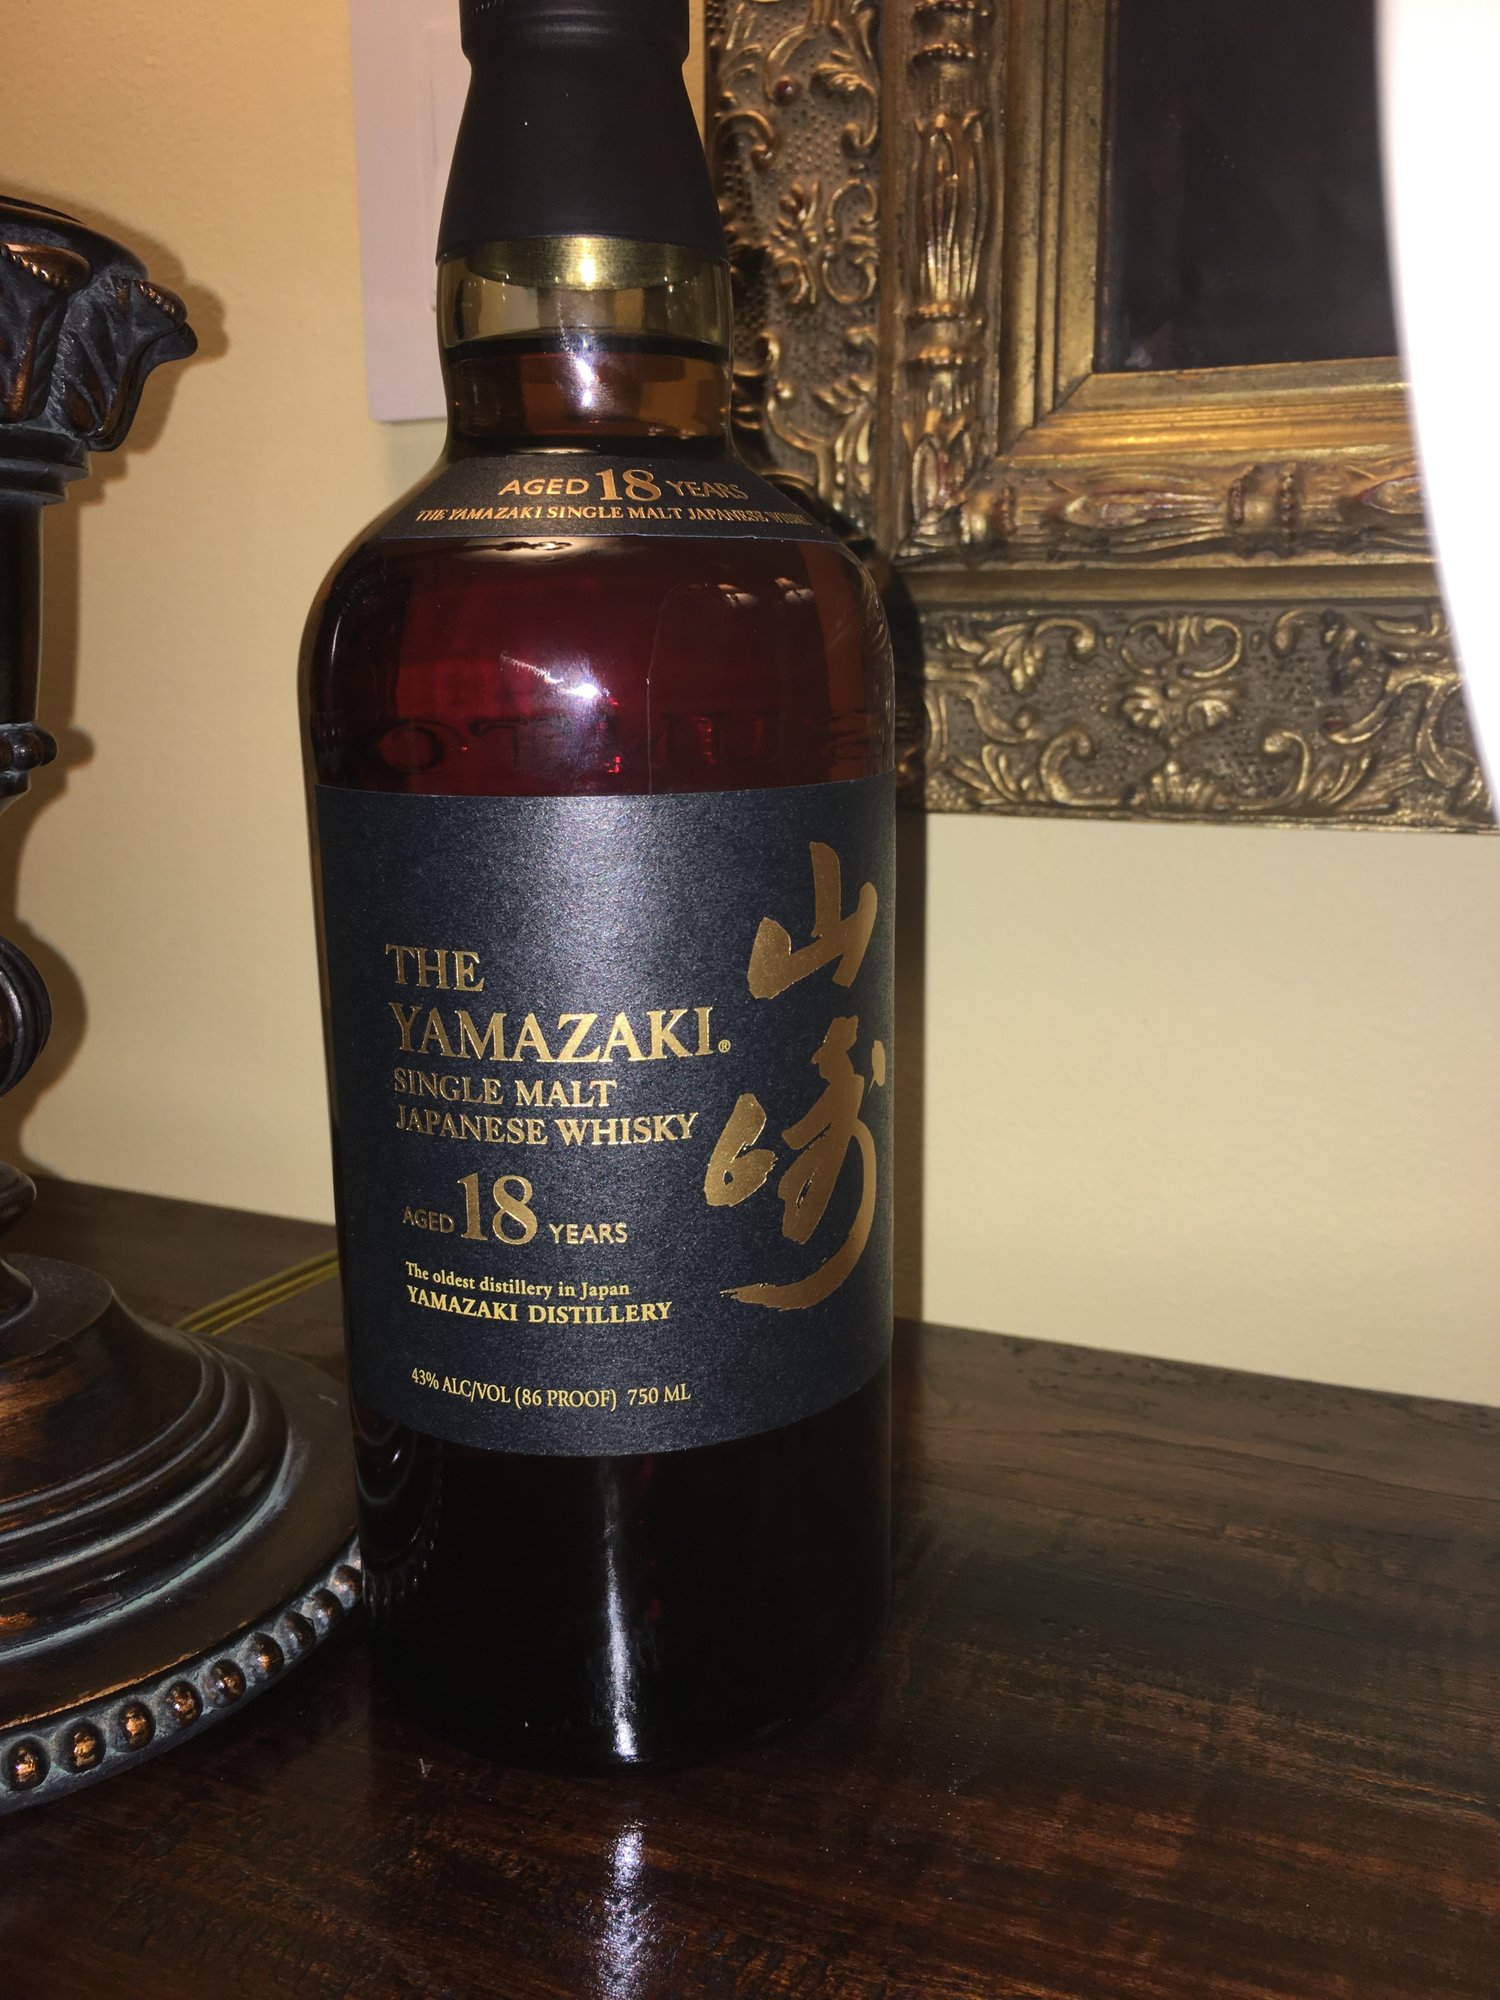 AGED 18 YEARS
THE YAMAZAKI SINGLE MALT JAPANESE WHISKY
THE
YAMAZAKI®
SINGLE MALT
JAPANESE WHISKY
AGED 18 YEARS
The oldest distillery in Japan
YAMAZAKI DISTILLERY
43% ALC/VOL (86 PROOF) 750 ML
山
崎